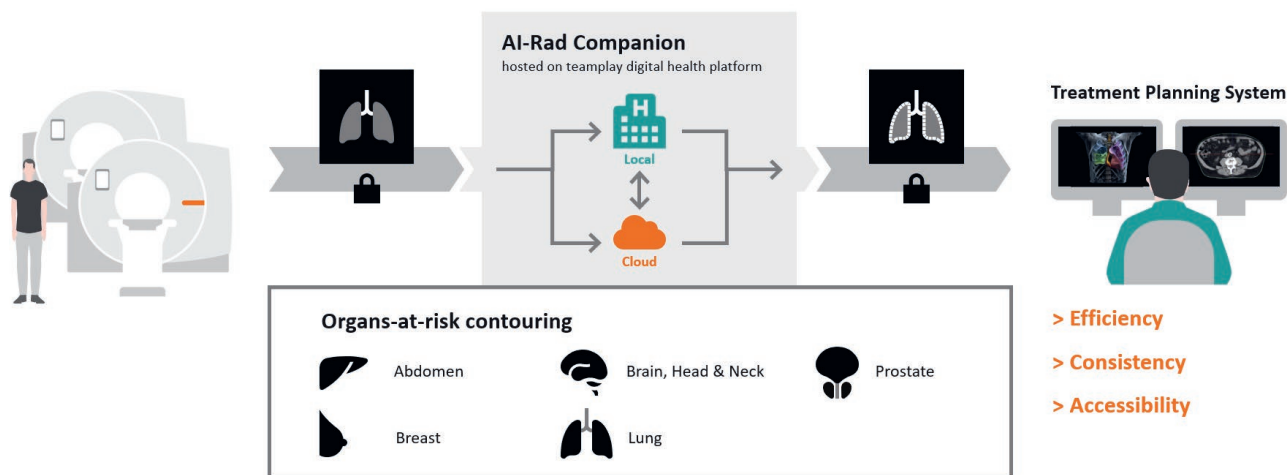 AI-Rad Companion
hosted on teamplay digital health platform
H
Local
Cloud
Treatment Planning System
Organs-at-risk contouring
Abdomen
Brain, Head & Neck
Prostate
Breast
Lung
> Efficiency
> Consistency
> Accessibility